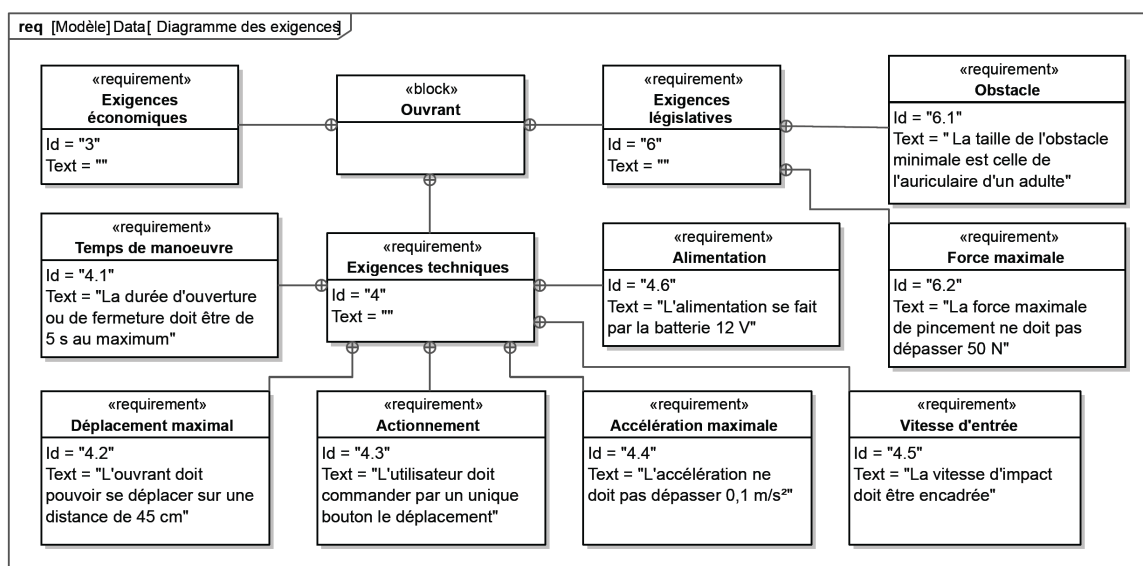 req [Modèle] Data[ Diagramme des exigences]
«requirement»
Exigences
économiques
Id = "3"
Text = ""
«block»
Ouvrant
«requirement»
Exigences
législatives
Id = "6"
Text = ""
«requirement»
Obstacle
Id = "6.1"
Text = " La taille de l'obstacle
minimale est celle de
l'auriculaire d'un adulte"
«requirement»
Temps de manoeuvre
Id = "4.1"
Text = "La durée d'ouverture
ou de fermeture doit être de
5 s au maximum"
«requirement»
Exigences techniques
Id = "4"
Text = ""
«requirement»
Alimentation
Id = "4.6"
Text = "L'alimentation se fait
par la batterie 12 V"
«requirement»
Force maximale
Id = "6.2"
Text = "La force maximale
de pincement ne doit pas
dépasser 50 N"
«requirement»
Déplacement maximal
Id = "4.2"
Text = "L'ouvrant doit
pouvoir se déplacer sur une
distance de 45 cm"
«requirement»
Actionnement
Id = "4.3"
Text = "L'utilisateur doit
commander par un unique
bouton le déplacement"
«requirement»
Accélération maximale
Id = "4.4"
Text = "L'accélération ne
doit pas dépasser 0,1 m/s²"
«requirement»
Vitesse d'entrée
Id = "4.5"
Text = "La vitesse d'impact
doit être encadrée"